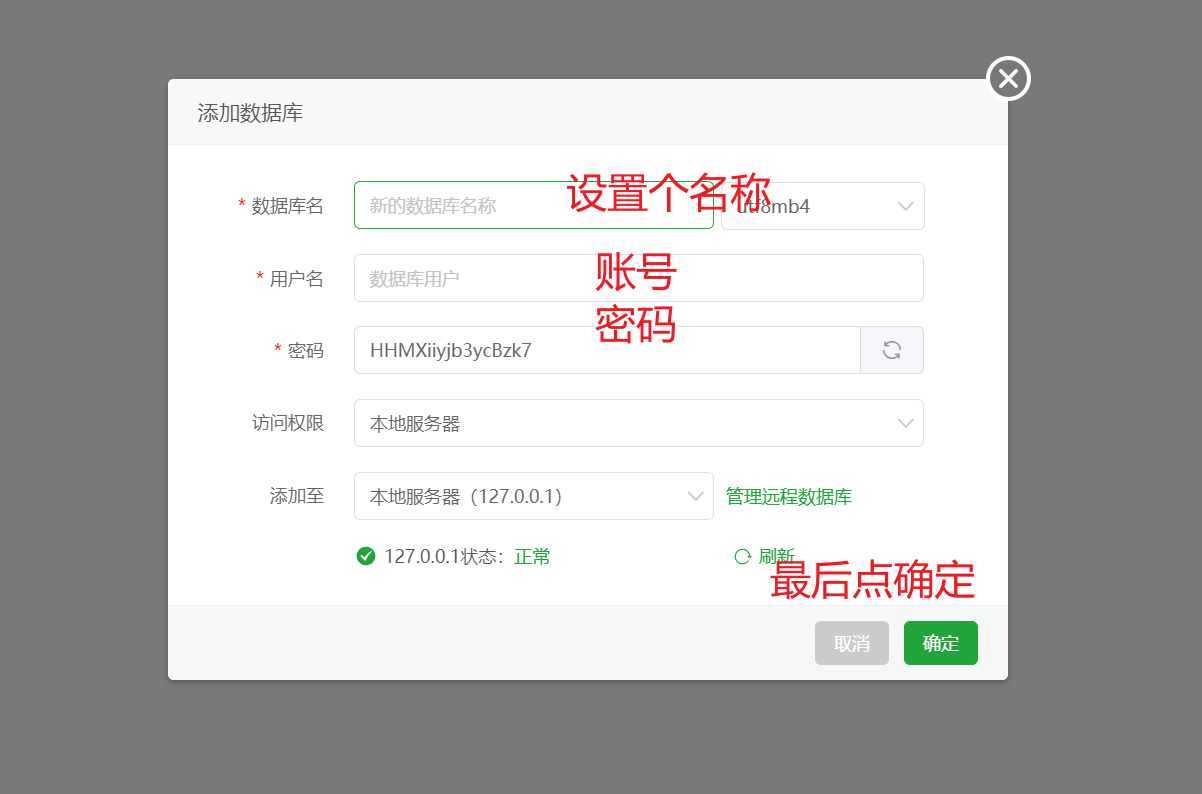 添加数据库
* 数据库名 新的数据库名称 utf8mb4
设置个名称
* 用户名 数据库用户
账号
密码
* 密码 HHMXiiyjb3ycBzk7
访问权限 本地服务器
添加至 本地服务器（127.0.0.1） 管理远程数据库
127.0.0.1状态：正常 刷新
最后点确定
取消 确定